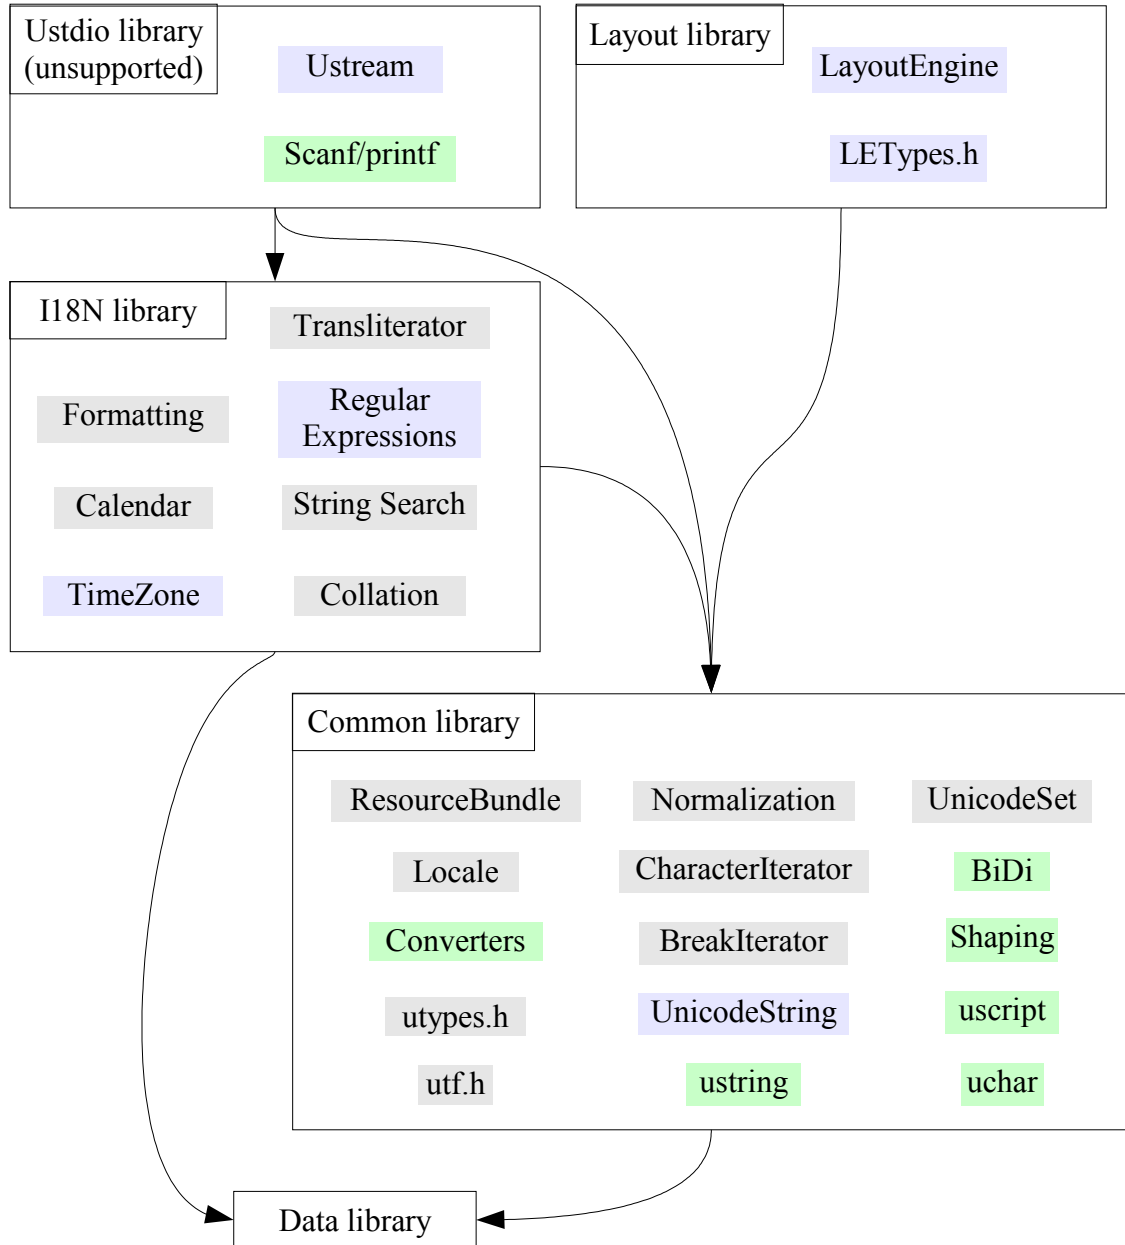 Ustdio library
(unsupported)
Ustream
Scanf/printf
Layout library
LayoutEngine
LETypes.h
I18N library
Transliterator
Formatting
Regular
Expressions
Calendar
String Search
TimeZone
Collation
Common library
ResourceBundle
Normalization
UnicodeSet
Locale
CharacterIterator
BiDi
Converters
BreakIterator
Shaping
utypes.h
UnicodeString
uscript
utf.h
ustring
uchar
Data library